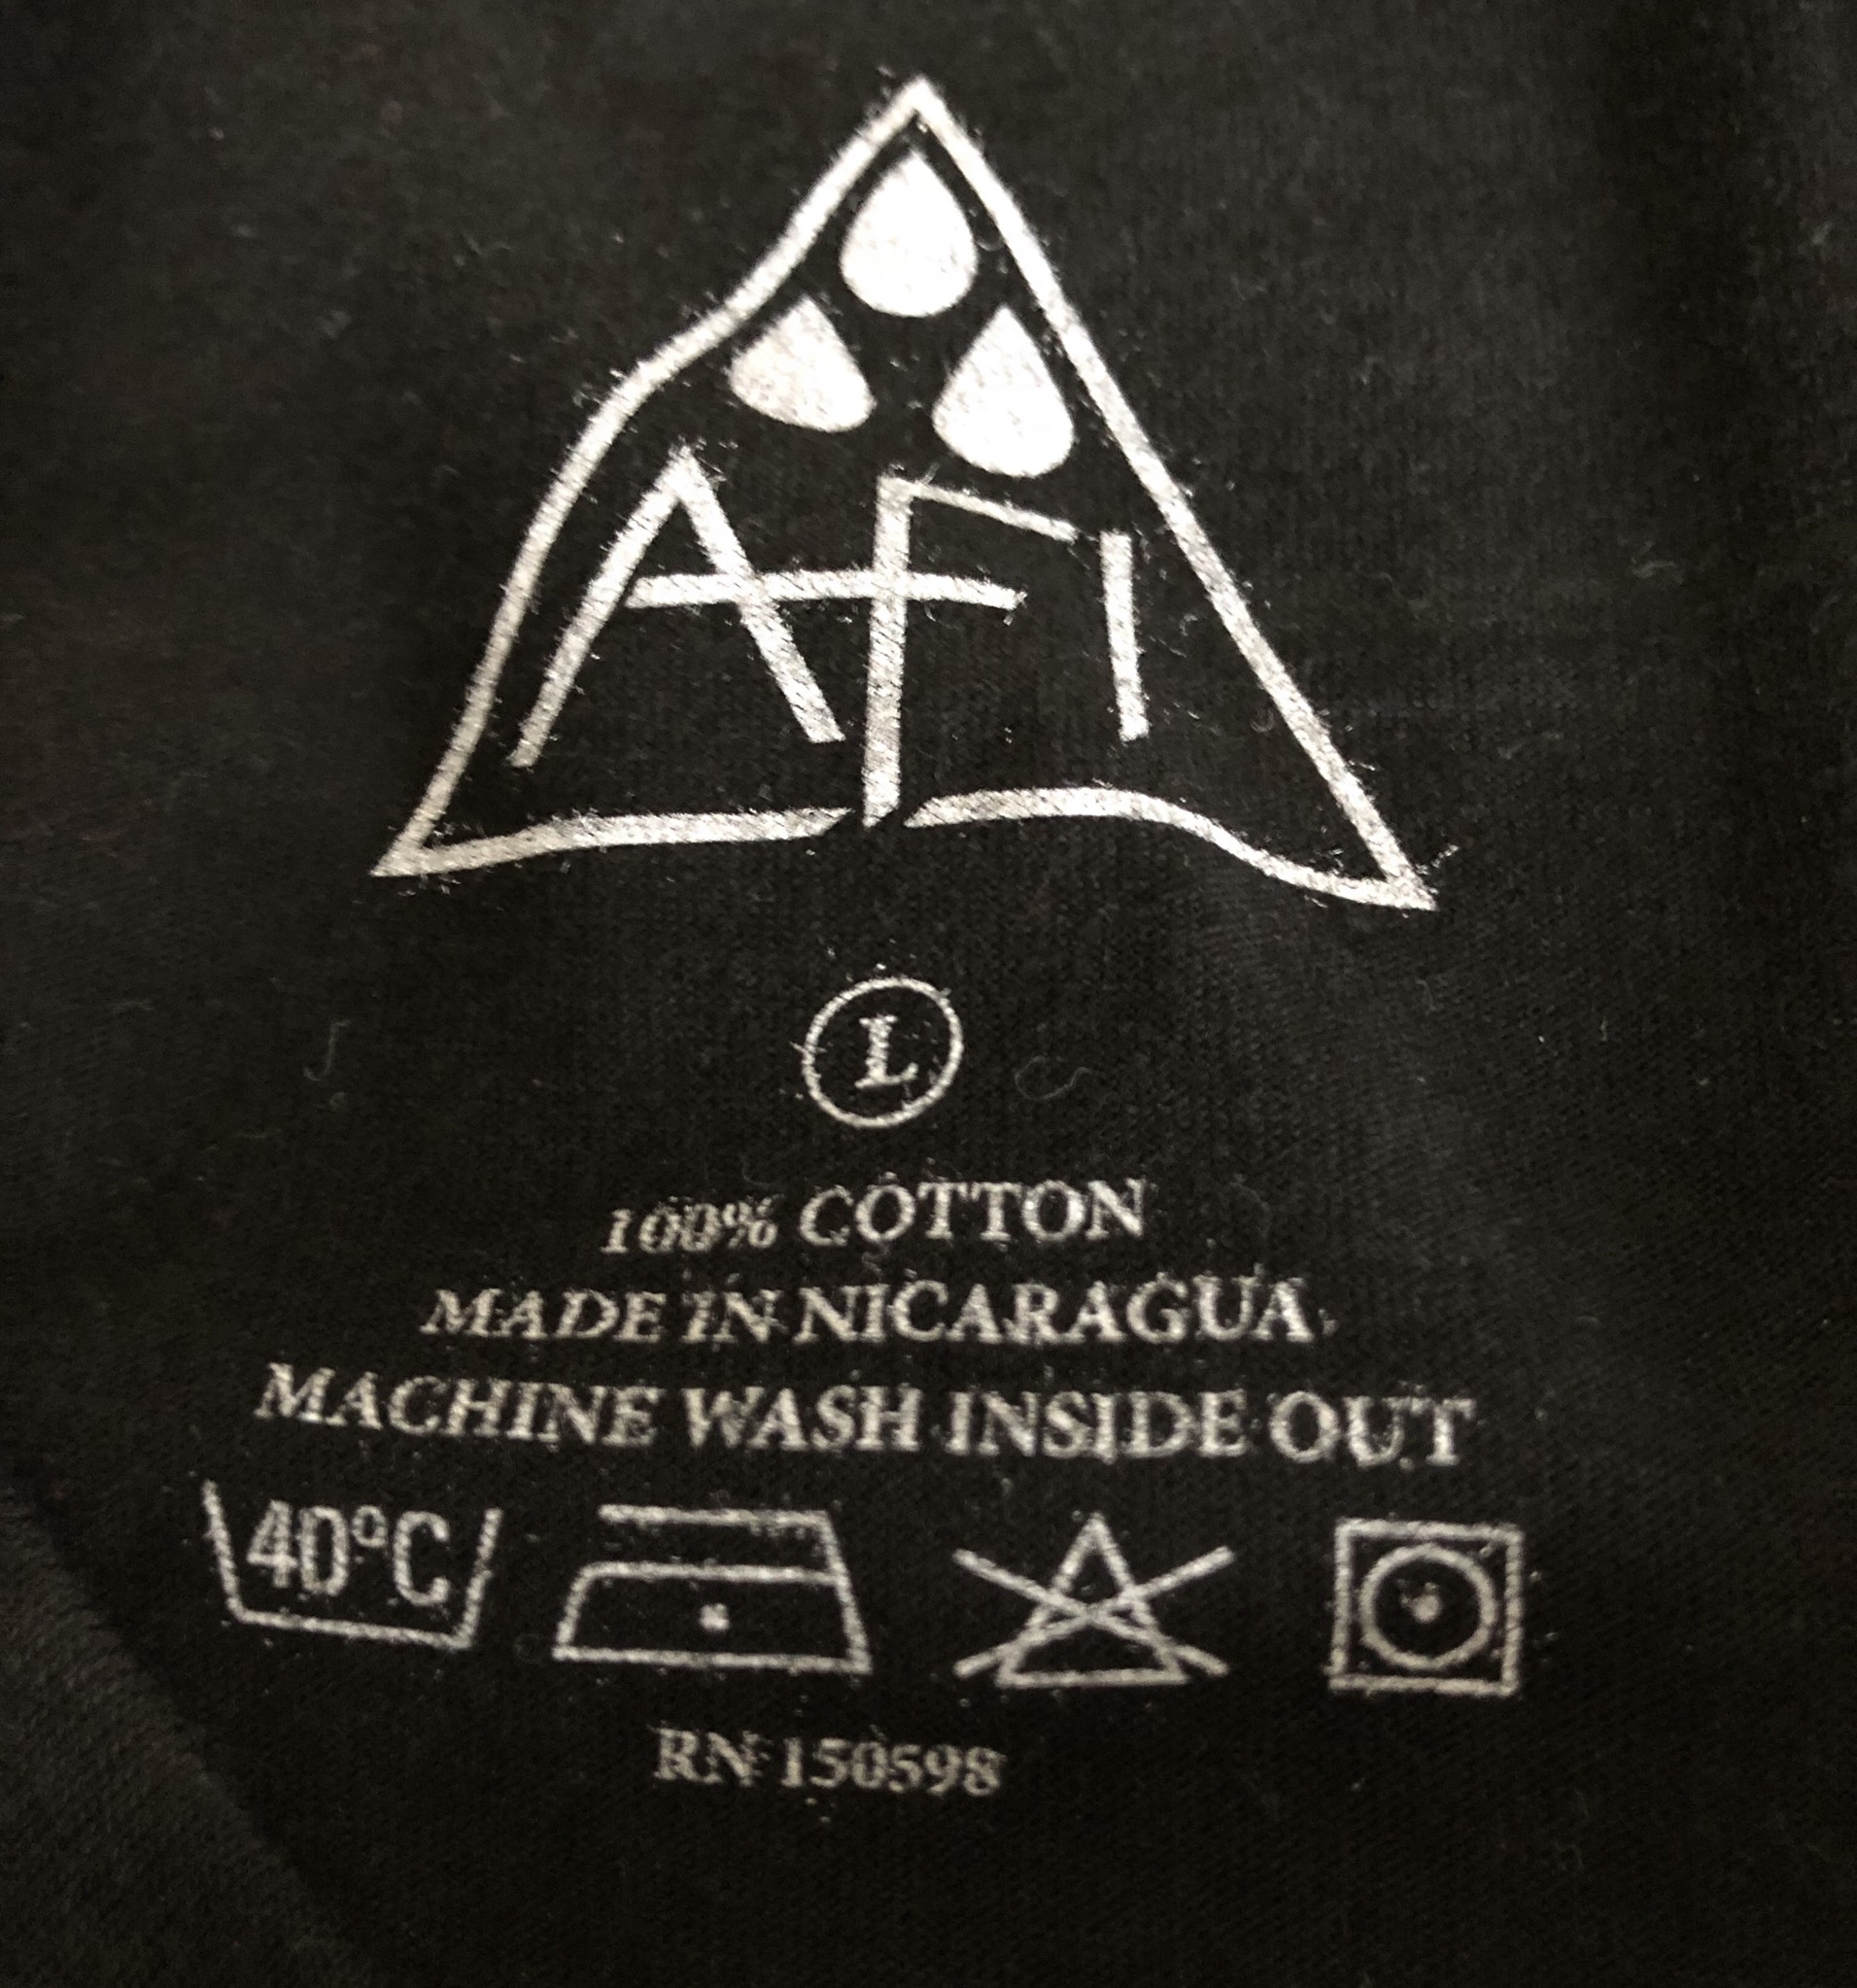 AFI
L
100% COTTON
MADE IN NICARAGUA
MACHINE WASH INSIDE OUT
40°C
RN 150598